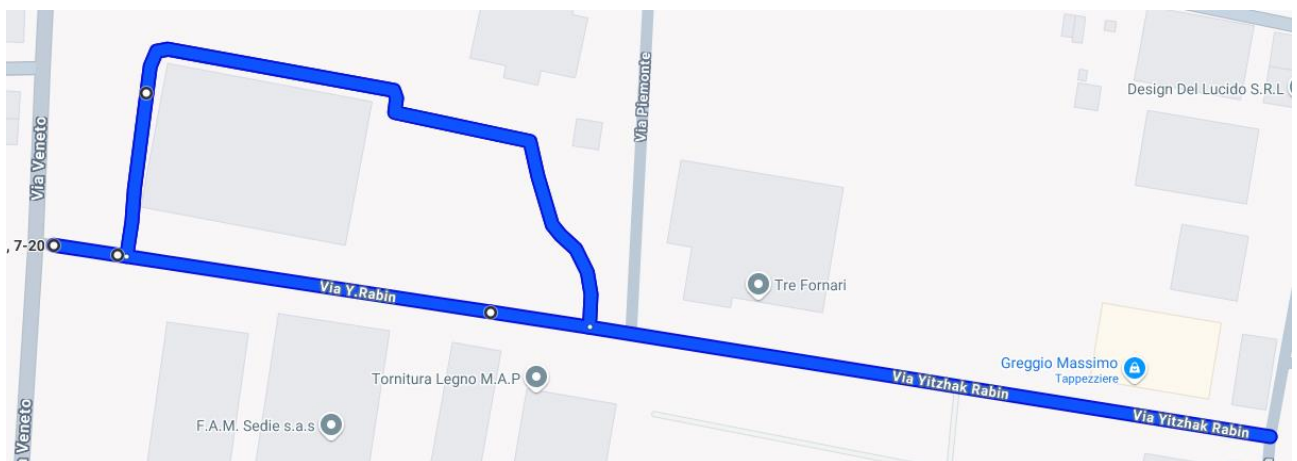 Via Veneto
Via Piemonte
Design Del Lucido S.R.L
, 7-20
Via Y.Rabin
Tre Fornari
Greggio Massimo
Tappezziere
Tornitura Legno M.A.P
Via Yitzhak Rabin
Via Yitzhak Rabin
F.A.M. Sedie s.a.s
Veneto